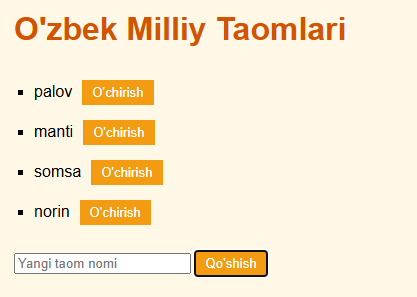 O'zbek Milliy Taomlari
palov O'chirish
manti O'chirish
somsa O'chirish
norin O'chirish
Yangi taom nomi Qo'shish